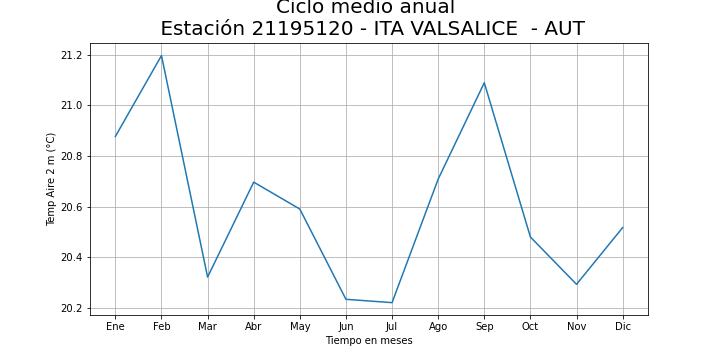 Ciclo medio anual
Estación 21195120 - ITA VALSALICE  - AUT
21.2
21.0
20.8
20.6
20.4
20.2
Temp Aire 2 m (°C)
Ene Feb Mar Abr May Jun Jul Ago Sep Oct Nov Dic
Tiempo en meses